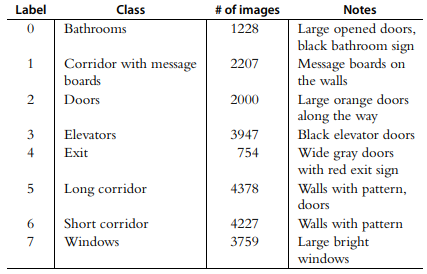 Label Class # of images Notes
0 Bathrooms 1228 Large opened doors,
black bathroom sign
1 Corridor with message 2207 Message boards on
boards the walls
2 Doors 2000 Large orange doors
along the way
3 Elevators 3947 Black elevator doors
4 Exit 754 Wide gray doors
with red exit sign
5 Long corridor 4378 Walls with pattern,
doors
6 Short corridor 4227 Walls with pattern
7 Windows 3759 Large bright
windows